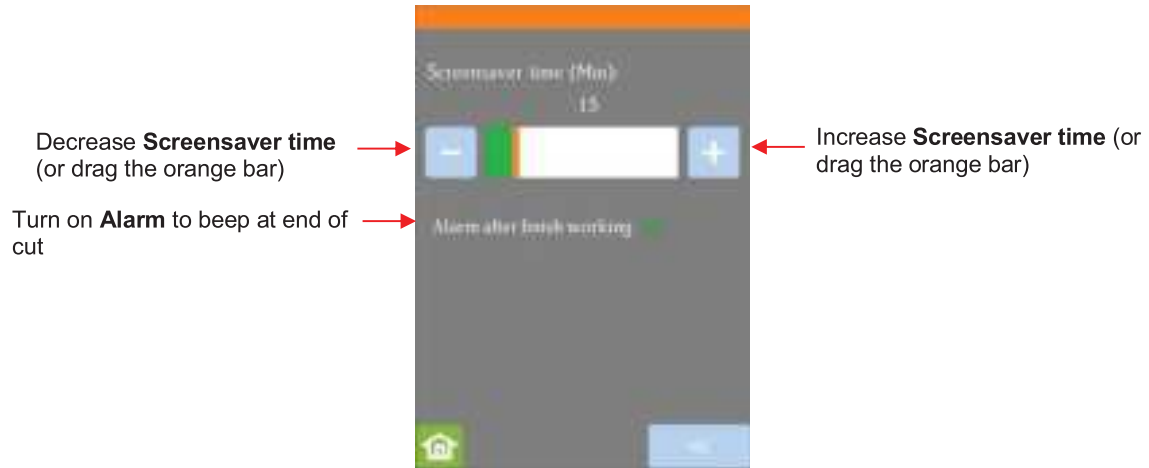 Screensaver time (Min):
15
Decrease Screensaver time
(or drag the orange bar)
Increase Screensaver time (or
drag the orange bar)
Turn on Alarm to beep at end of
cut
Alarm after finish working